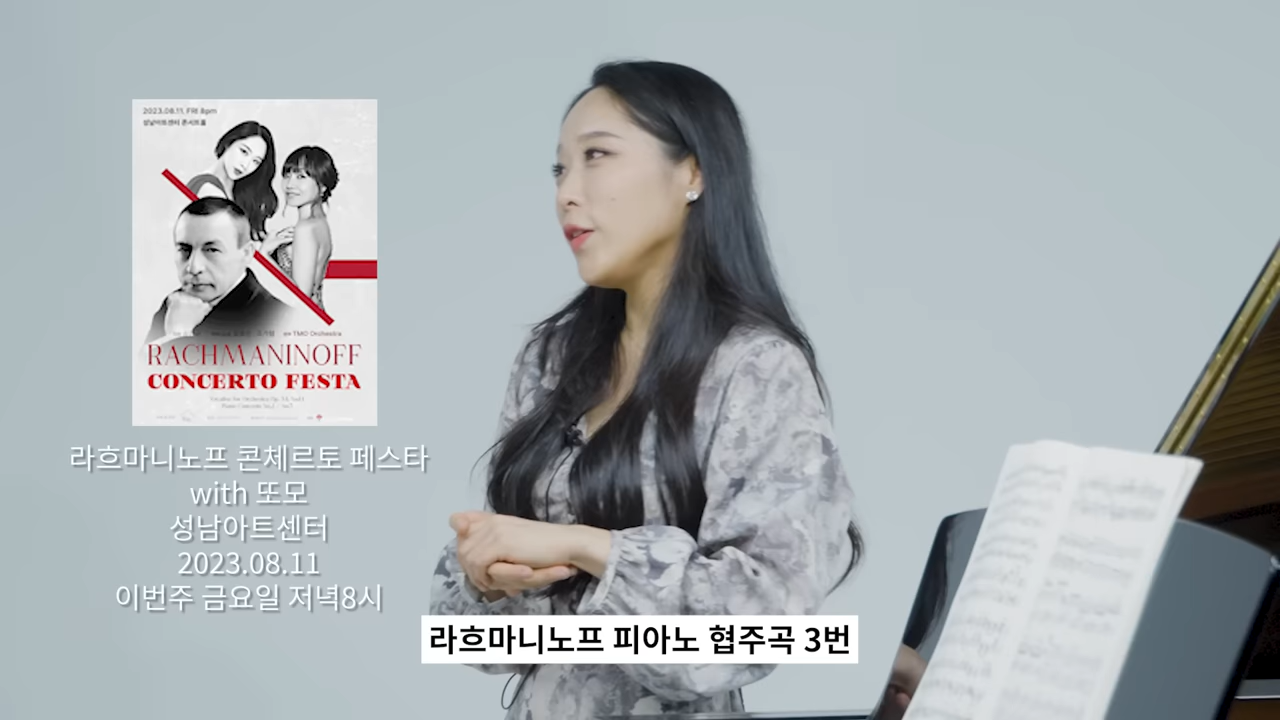 2023.08.11. FRI 8pm
성남아트센터 콘서트홀
TMO Orchestra
RACHMANINOFF
CONCERTO FESTA
라흐마니노프 콘체르토 페스타
with 또모
성남아트센터
2023.08.11
이번주 금요일 저녁8시
라흐마니노프 피아노 협주곡 3번